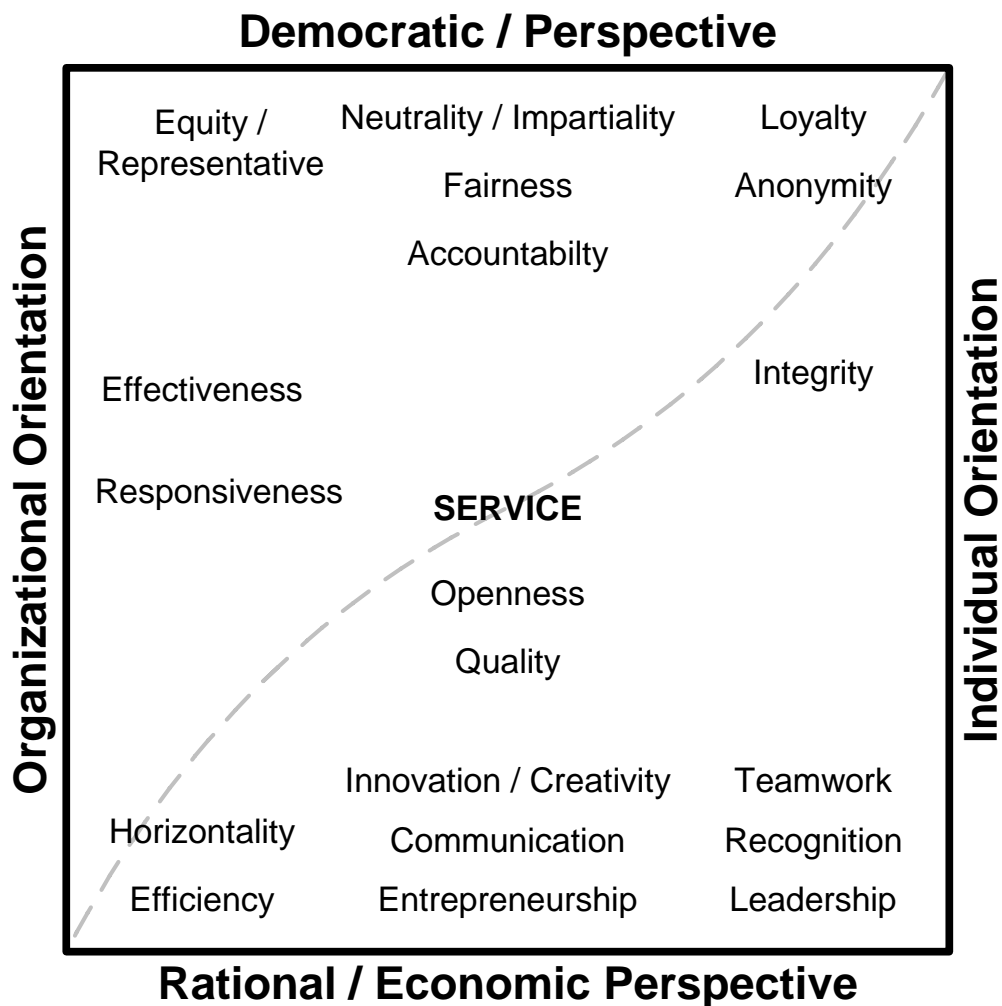 Democratic / Perspective
Equity /
Representative
Neutrality / Impartiality
Loyalty
Fairness
Anonymity
Accountabilty
Organizational Orientation
Individual Orientation
Effectiveness
Integrity
Responsiveness
SERVICE
Openness
Quality
Innovation / Creativity
Teamwork
Horizontality
Communication
Recognition
Efficiency
Entrepreneurship
Leadership
Rational / Economic Perspective